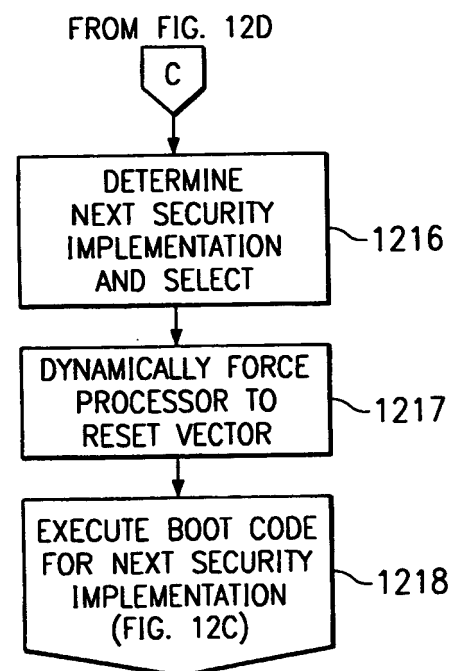 FROM FIG. 12D
C
DETERMINE
NEXT SECURITY
IMPLEMENTATION
AND SELECT
1216
DYNAMICALLY FORCE
PROCESSOR TO
RESET VECTOR
1217
EXECUTE BOOT CODE
FOR NEXT SECURITY
IMPLEMENTATION
(FIG. 12C)
1218